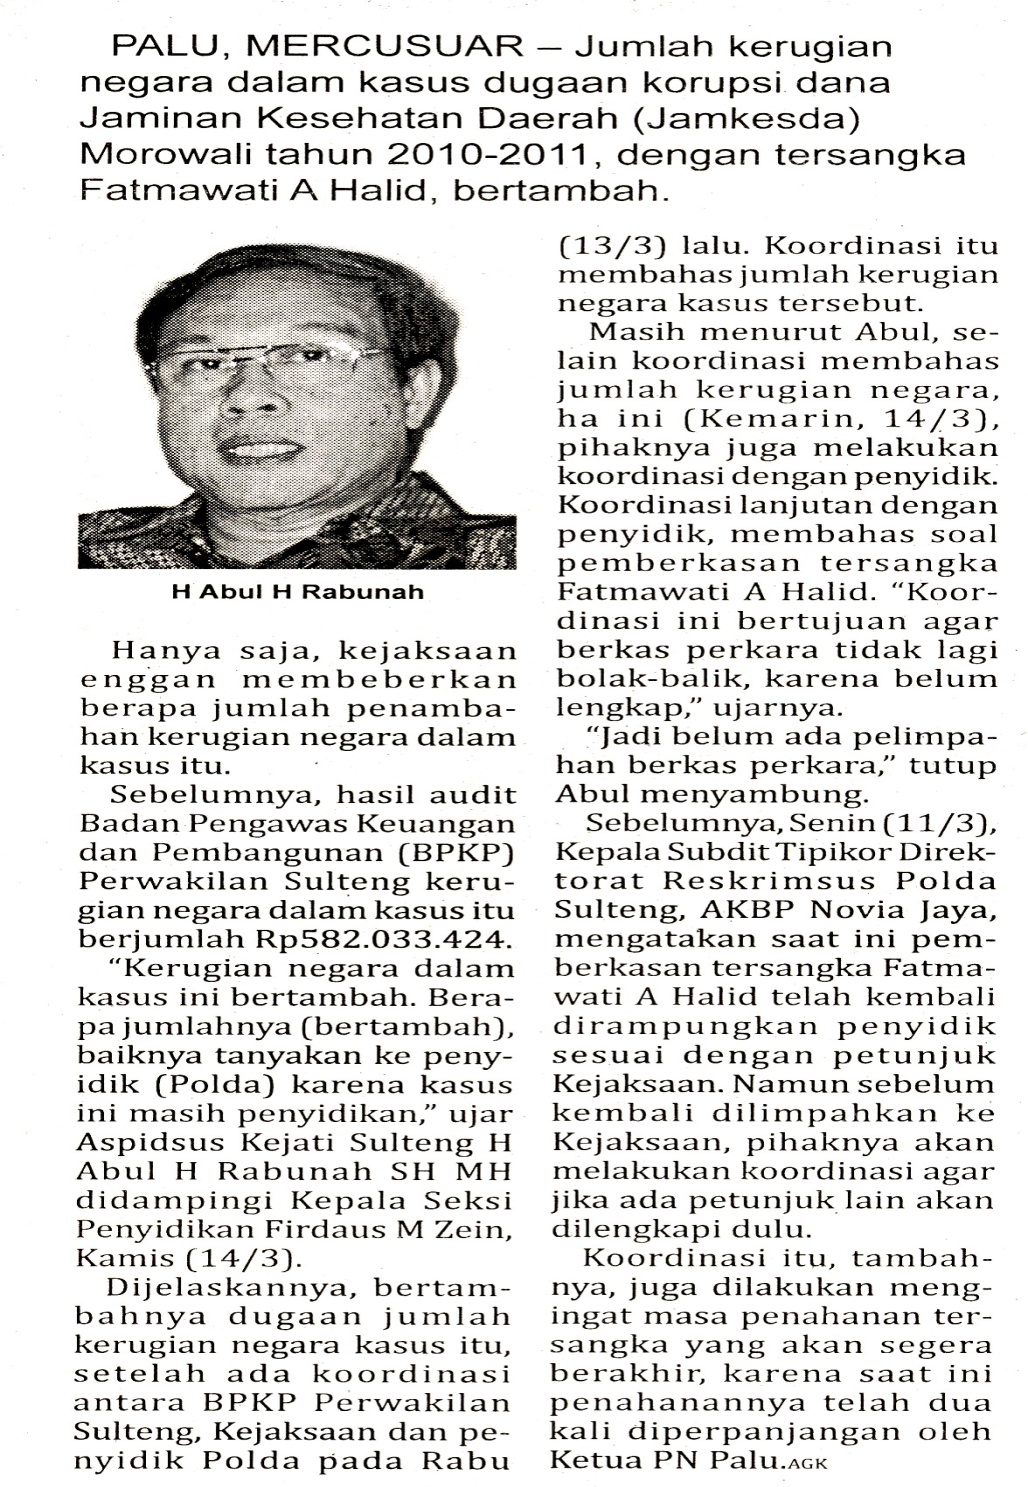 PALU, MERCUSUAR – Jumlah kerugian
negara dalam kasus dugaan korupsi dana
Jaminan Kesehatan Daerah (Jamkesda)
Morowali tahun 2010-2011, dengan tersangka
Fatmawati A Halid, bertambah.
H Abul H Rabunah
Hanya saja, kejaksaan
enggan membeberkan
berapa jumlah penamba-
han kerugian negara dalam
kasus itu.
Sebelumnya, hasil audit
Badan Pengawas Keuangan
dan Pembangunan (BPKP)
Perwakilan Sulteng keru-
gian negara dalam kasus itu
berjumlah Rp582.033.424.
“Kerugian negara dalam
kasus ini bertambah. Bera-
pa jumlahnya (bertambah),
baiknya tanyakan ke peny-
idik (Polda) karena kasus
ini masih penyidikan,” ujar
Aspidsus Kejati Sulteng H
Abul H Rabunah SH MH
didampingi Kepala Seksi
Penyidikan Firdaus M Zein,
Kamis (14/3).
Dijelaskannya, bertam-
bahnya dugaan jumlah
kerugian negara kasus itu,
setelah ada koordinasi
antara BPKP Perwakilan
Sulteng, Kejaksaan dan pe-
nyidik Polda pada Rabu
(13/3) lalu. Koordinasi itu
membahas jumlah kerugian
negara kasus tersebut.
Masih menurut Abul, se-
lain koordinasi membahas
jumlah kerugian negara,
ha ini (Kemarin, 14/3),
pihaknya juga melakukan
koordinasi dengan penyidik.
Koordinasi lanjutan dengan
penyidik, membahas soal
pemberkasan tersangka
Fatmawati A Halid. “Koor-
dinasi ini bertujuan agar
berkas perkara tidak lagi
bolak-balik, karena belum
lengkap,” ujarnya.
“Jadi belum ada pelimpa-
han berkas perkara,” tutup
Abul menyambung.
Sebelumnya, Senin (11/3),
Kepala Subdit Tipikor Direk-
torat Reskrimsus Polda
Sulteng, AKBP Novia Jaya,
mengatakan saat ini pem-
berkasan tersangka Fatma-
wati A Halid telah kembali
dirampungkan penyidik
sesuai dengan petunjuk
Kejaksaan. Namun sebelum
kembali dilimpahkan ke
Kejaksaan, pihaknya akan
melakukan koordinasi agar
jika ada petunjuk lain akan
dilengkapi dulu.
Koordinasi itu, tambah-
nya, juga dilakukan meng-
ingat masa penahanan ter-
sangka yang akan segera
berakhir, karena saat ini
penahanannya telah dua
kali diperpanjangan oleh
Ketua PN Palu.AGK